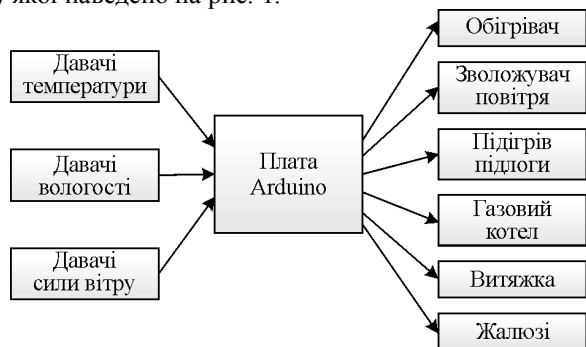 якої наведено на рис. 1.
Давачі
температури
Давачі
вологості
Давачі
сили вітру
Плата
Arduino
Обігрівач
Зволожувач
повітря
Підігрів
підлоги
Газовий
котел
Витяжка
Жалюзі